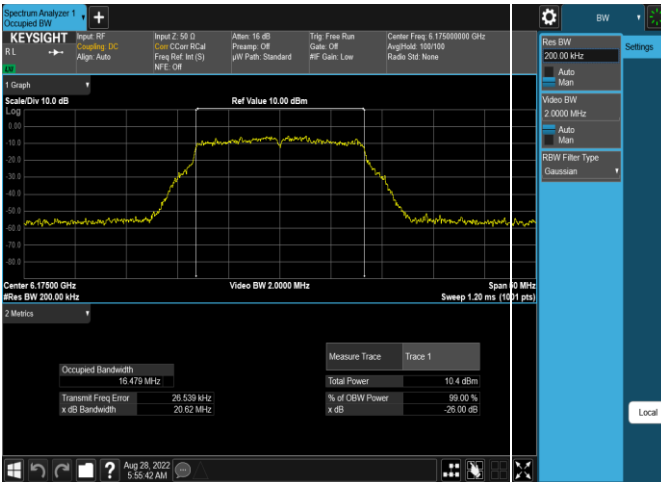 Spectrum Analyzer 1
Occupied BW
+
KEYSIGHT
RL
Input: RF
Coupling: DC
Align: Auto
Input Z: 50 Ω
Corr CCorr RCal
Freq Ref: Int (S)
NFE: Off
Atten: 16 dB
Preamp: Off
µW Path: Standard
Trig: Free Run
Gate: Off
#IF Gain: Low
Center Freq: 6.175000000 GHz
Avg|Hold: 100/100
Radio Std: None
1 Graph
Scale/Div 10.0 dB
Ref Value 10.00 dBm
Log
0.00
-10.0
-20.0
-30.0
-40.0
-50.0
-60.0
-70.0
-80.0
Center 6.17500 GHz
#Res BW 200.00 kHz
Video BW 2.0000 MHz
Span 60 MHz
Sweep 1.20 ms (1001 pts)
2 Metrics
Occupied Bandwidth
16.479 MHz
Transmit Freq Error 26.539 kHz
x dB Bandwidth 20.62 MHz
Measure Trace Trace 1
Total Power 10.4 dBm
% of OBW Power 99.00 %
x dB -26.00 dB
?
Aug 28, 2022
5:55:42 AM
BW
Res BW
200.00 kHz
Auto
Man
Video BW
2.0000 MHz
Auto
Man
RBW Filter Type
Gaussian
Settings
Local